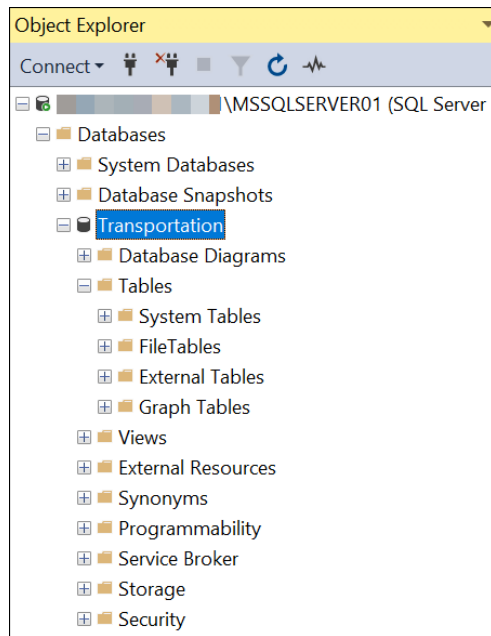 Object Explorer
Connect
\MSSQLSERVER01 (SQL Server
Databases
System Databases
Database Snapshots
Transportation
Database Diagrams
Tables
System Tables
FileTables
External Tables
Graph Tables
Views
External Resources
Synonyms
Programmability
Service Broker
Storage
Security